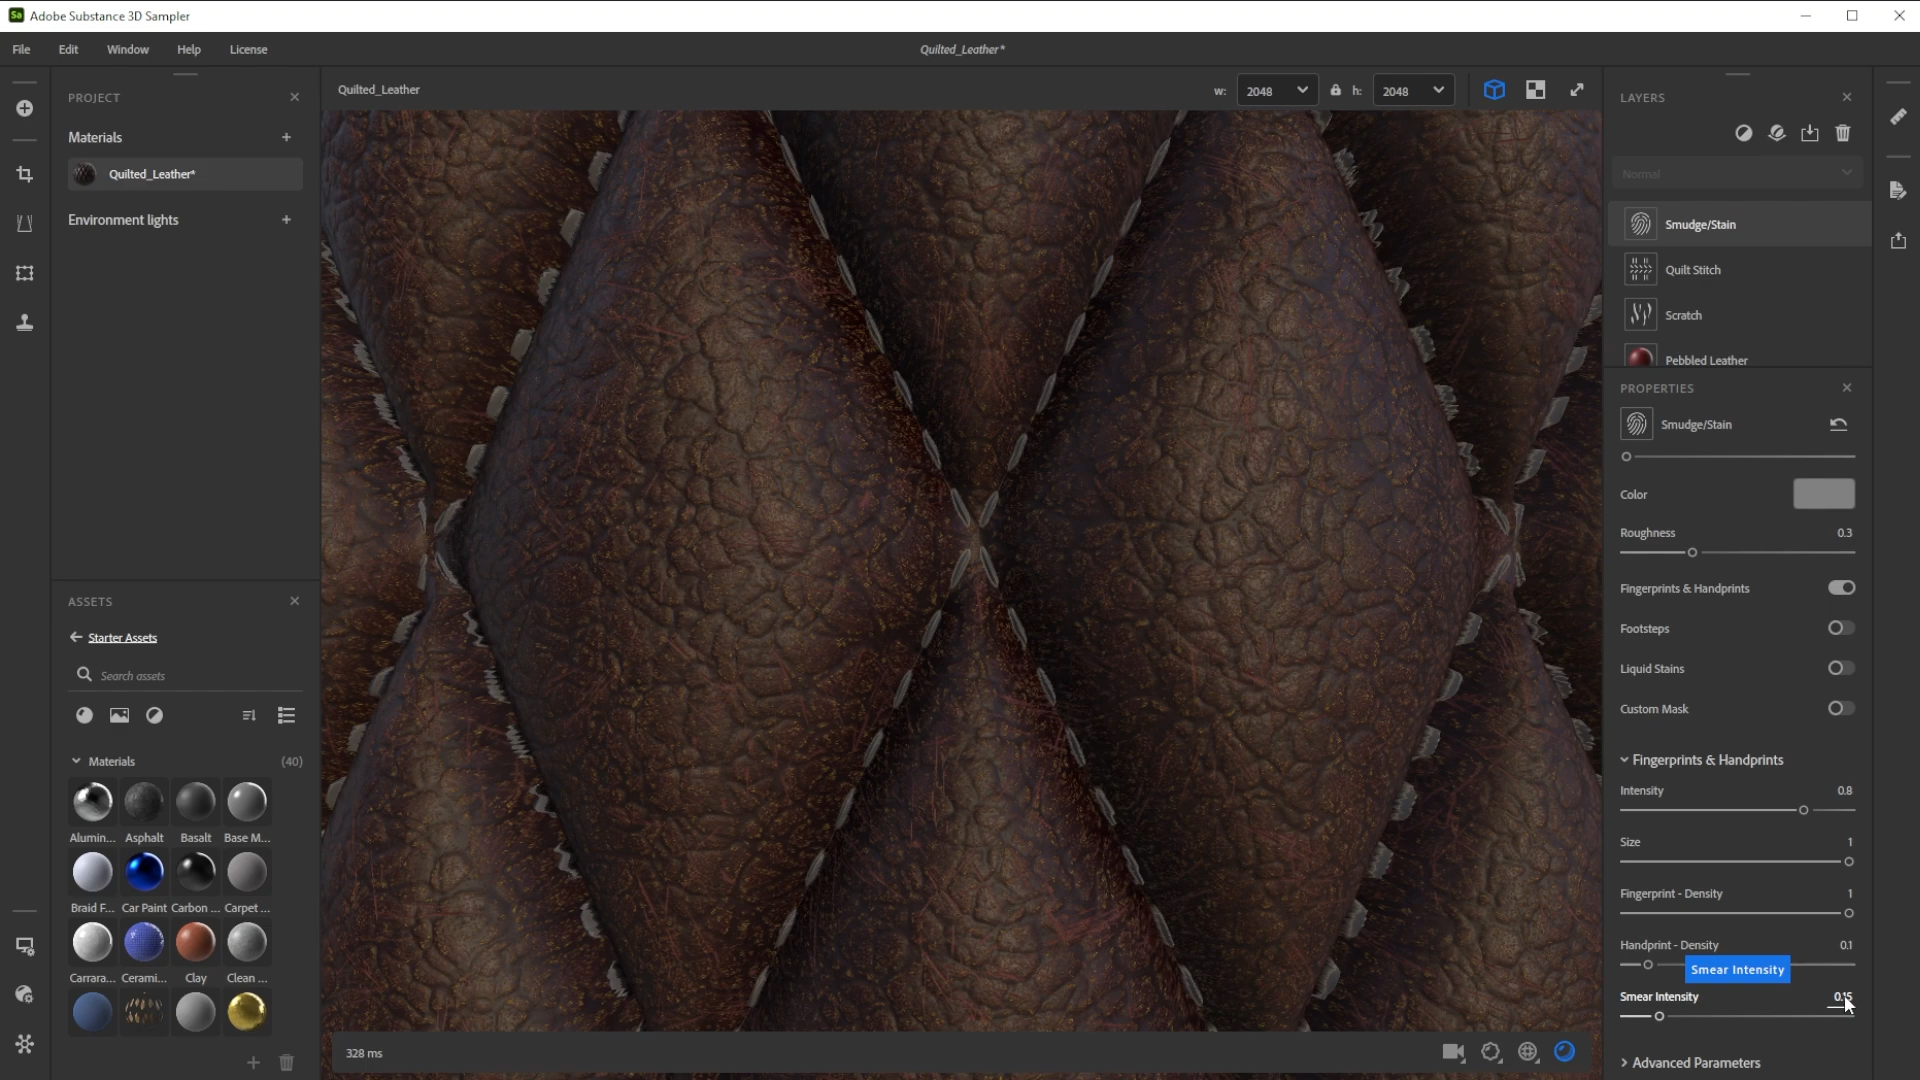 Sa Adobe Substance 3D Sampler
File Edit Window Help License
Quilted_Leather*
PROJECT
Materials
Quilted_Leather*
Environment lights
ASSETS
Starter Assets
Search assets
Materials (40)
Alumin... Asphalt Basalt Base M...
Braid F... Car Paint Carbon ... Carpet ...
Carrara... Cerami... Clay Clean ...
Quilted_Leather
w: 2048 h: 2048
328 ms
LAYERS
Normal
Smudge/Stain
Quilt Stitch
Scratch
Pebbled Leather
PROPERTIES
Smudge/Stain
Color
Roughness 0.3
Fingerprints & Handprints
Footsteps
Liquid Stains
Custom Mask
Fingerprints & Handprints
Intensity 0.8
Size 1
Fingerprint - Density 1
Handprint - Density 0.1
Smear Intensity
Smear Intensity 0.15
Advanced Parameters